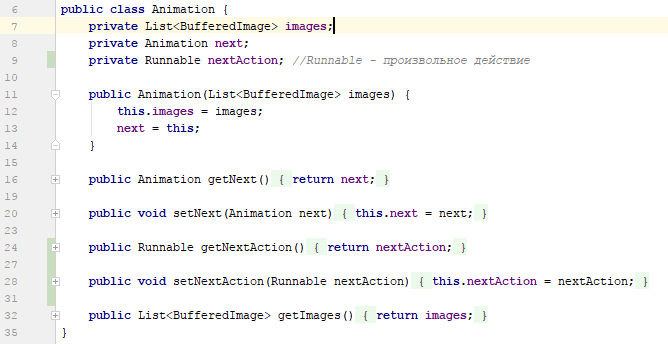 6 public class Animation {
7 private List<BufferedImage> images;
8 private Animation next;
9 private Runnable nextAction; //Runnable - произвольное действие
10
11 public Animation(List<BufferedImage> images) {
12 this.images = images;
13 next = this;
14 }
15
16 public Animation getNext() { return next; }
19
20 public void setNext(Animation next) { this.next = next; }
23
24 public Runnable getNextAction() { return nextAction; }
27
28 public void setNextAction(Runnable nextAction) { this.nextAction = nextAction; }
31
32 public List<BufferedImage> getImages() { return images; }
35 }